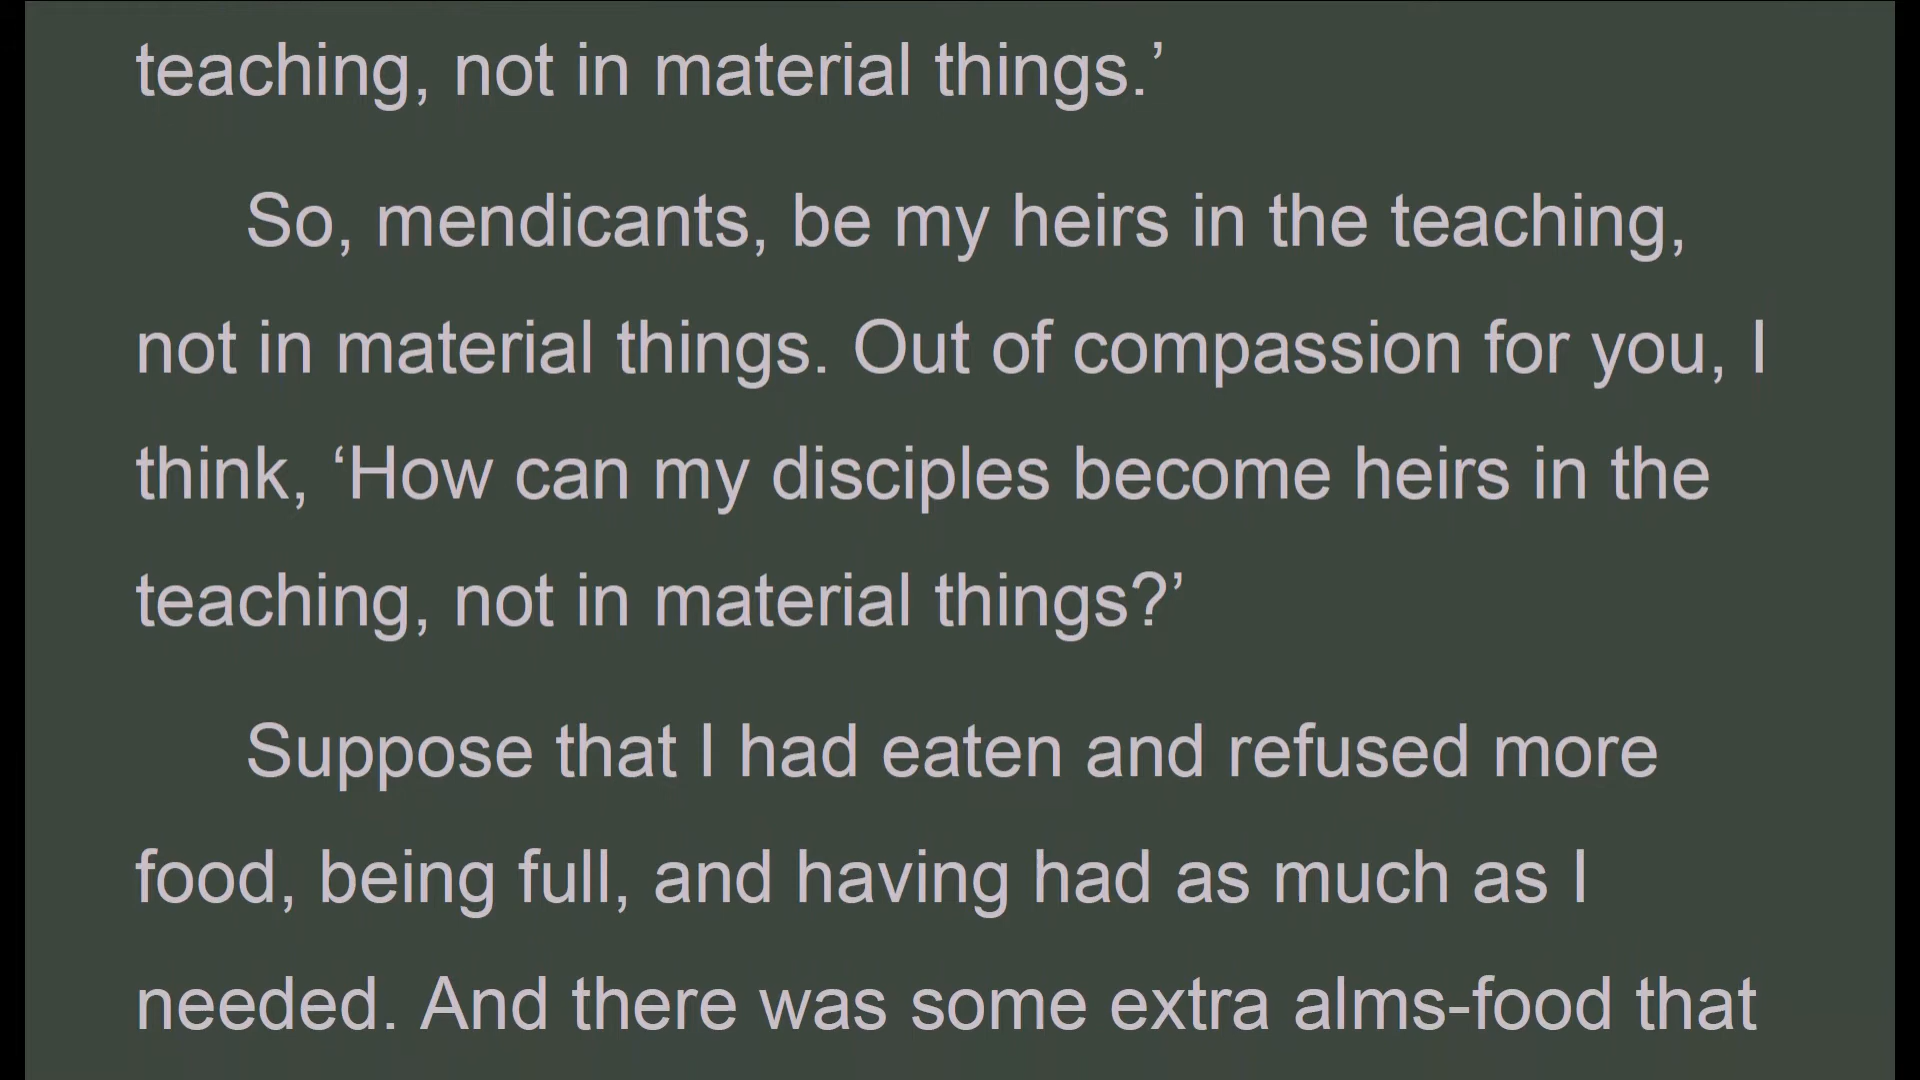 teaching, not in material things.’
So, mendicants, be my heirs in the teaching,
not in material things. Out of compassion for you, I
think, ‘How can my disciples become heirs in the
teaching, not in material things?’
Suppose that I had eaten and refused more
food, being full, and having had as much as I
needed. And there was some extra alms-food that